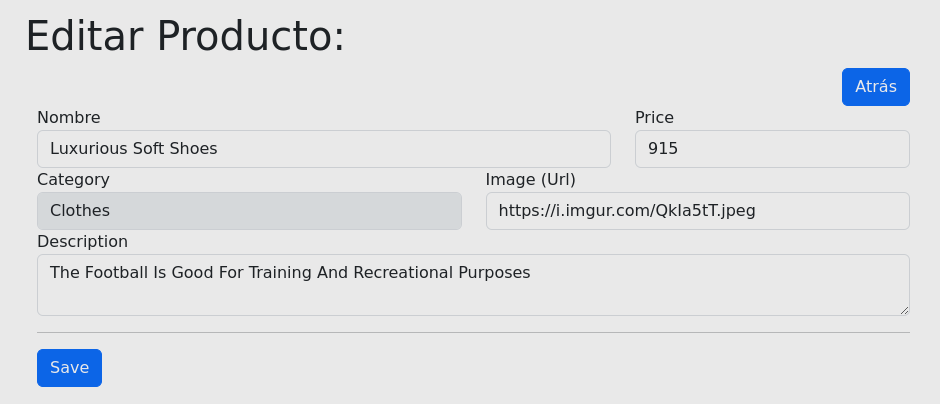 Editar Producto:
Atrás
Nombre
Price
Luxurious Soft Shoes
915
Category
Image (Url)
Clothes
https://i.imgur.com/QkIa5tT.jpeg
Description
The Football Is Good For Training And Recreational Purposes
Save